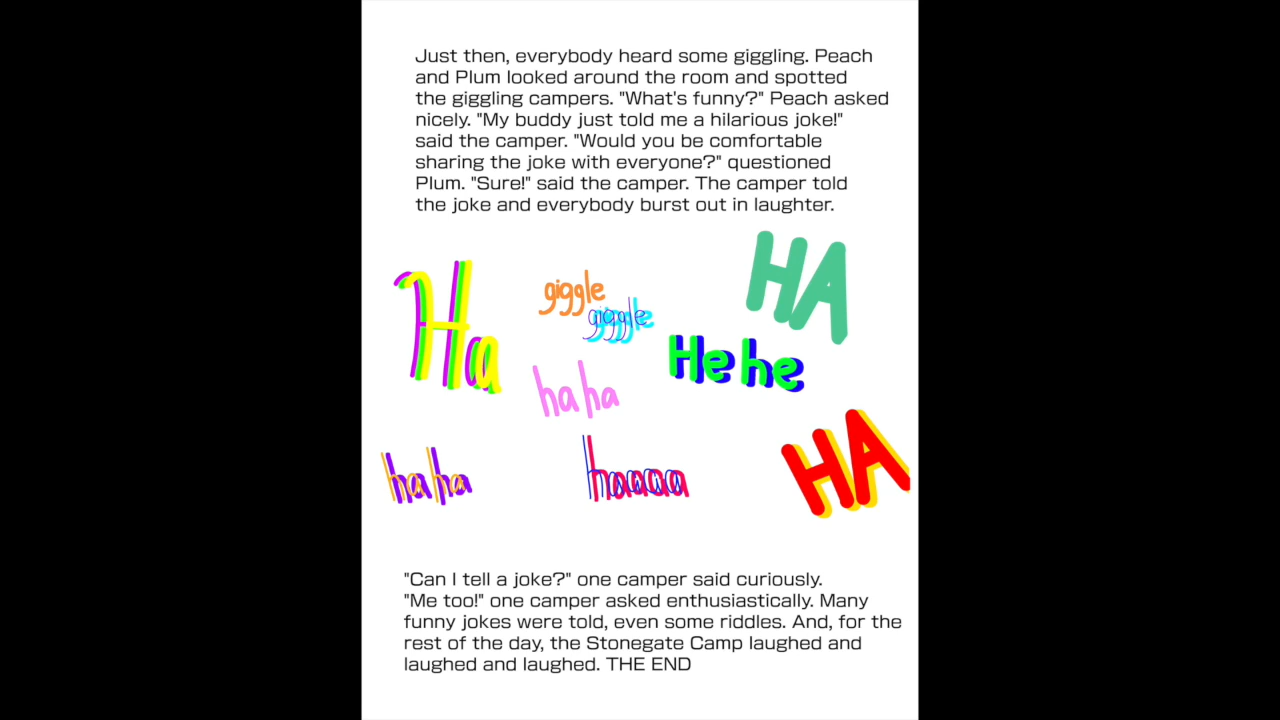 Just then, everybody heard some giggling. Peach
and Plum looked around the room and spotted
the giggling campers. "What's funny?" Peach asked
nicely. "My buddy just told me a hilarious joke!"
said the camper. "Would you be comfortable
sharing the joke with everyone?" questioned
Plum. "Sure!" said the camper. The camper told
the joke and everybody burst out in laughter.
Ha
giggle
giggle
HA
Hehe
haha
haha
haaaa
HA
"Can I tell a joke?" one camper said curiously.
"Me too!" one camper asked enthusiastically. Many
funny jokes were told, even some riddles. And, for the
rest of the day, the Stonegate Camp laughed and
laughed and laughed. THE END